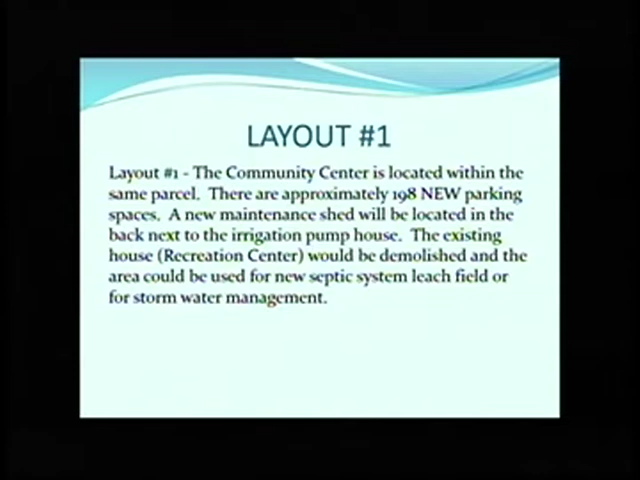 LAYOUT #1
Layout #1 - The Community Center is located within the
same parcel. There are approximately 198 NEW parking
spaces. A new maintenance shed will be located in the
back next to the irrigation pump house. The existing
house (Recreation Center) would be demolished and the
area could be used for new septic system leach field or
for storm water management.